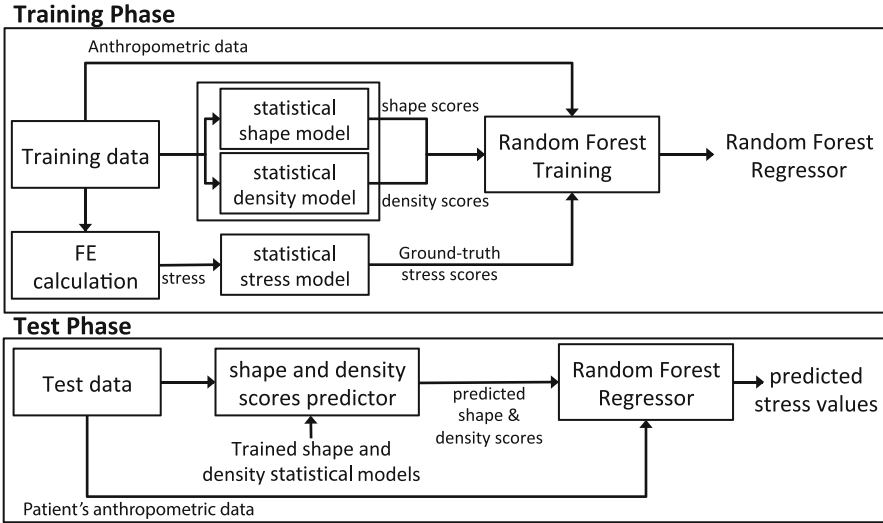 Training Phase
Anthropometric data
statistical
shape model
shape scores
Training data
Random Forest
Training
Random Forest
Regressor
statistical
density model
density scores
FE
calculation
stress
statistical
stress model
Ground-truth
stress scores
Test Phase
Test data
shape and density
scores predictor
predicted
shape &
density scores
Random Forest
Regressor
predicted
stress values
Trained shape and
density statistical models
Patient's anthropometric data